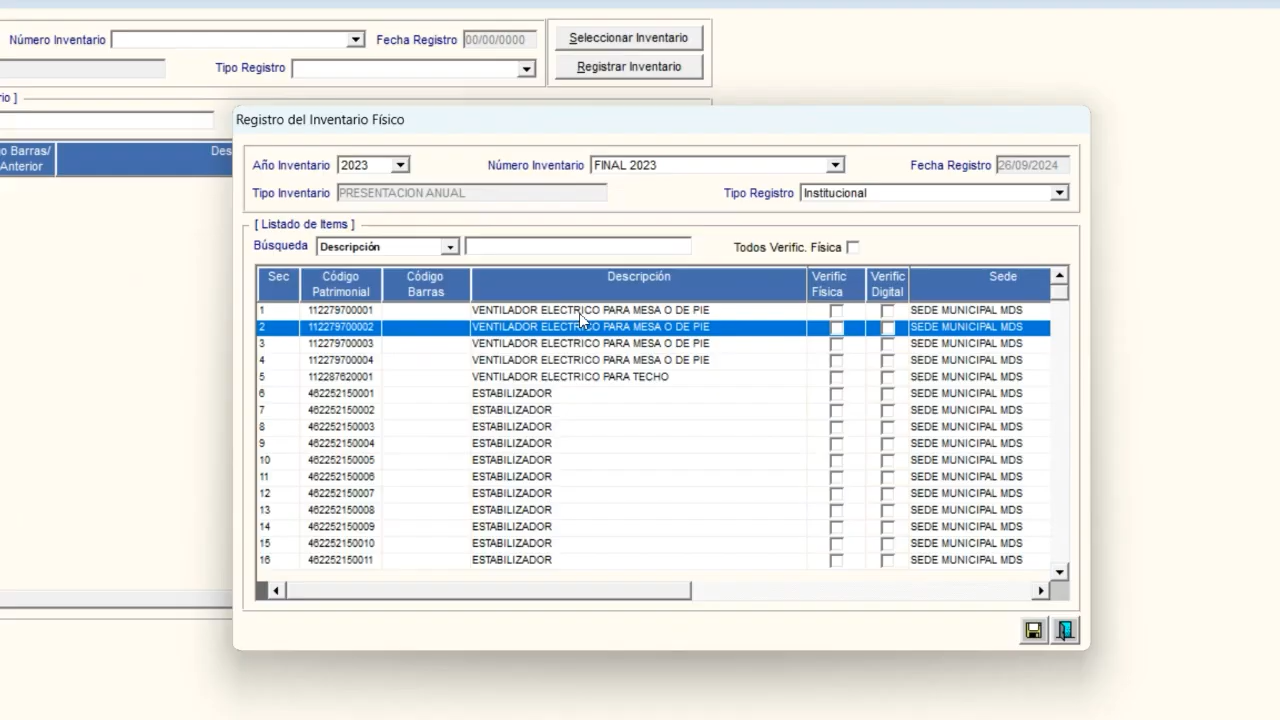 Número Inventario Fecha Registro 00/00/0000 Seleccionar Inventario
Tipo Registro Registrar Inventario
rio ]
o Barras/ Des
Anterior
Registro del Inventario Físico
Año Inventario 2023 Número Inventario FINAL 2023 Fecha Registro 26/09/2024
Tipo Inventario PRESENTACION ANUAL Tipo Registro Institucional
[ Listado de Items ]
Búsqueda Descripción Todos Verific. Física
Sec Código Patrimonial Código Barras Descripción Verific Física Verific Digital Sede
1 112279700001 VENTILADOR ELECTRICO PARA MESA O DE PIE SEDE MUNICIPAL MDS
2 112279700002 VENTILADOR ELECTRICO PARA MESA O DE PIE SEDE MUNICIPAL MDS
3 112279700003 VENTILADOR ELECTRICO PARA MESA O DE PIE SEDE MUNICIPAL MDS
4 112279700004 VENTILADOR ELECTRICO PARA MESA O DE PIE SEDE MUNICIPAL MDS
5 112287620001 VENTILADOR ELECTRICO PARA TECHO SEDE MUNICIPAL MDS
6 462252150001 ESTABILIZADOR SEDE MUNICIPAL MDS
7 462252150002 ESTABILIZADOR SEDE MUNICIPAL MDS
8 462252150003 ESTABILIZADOR SEDE MUNICIPAL MDS
9 462252150004 ESTABILIZADOR SEDE MUNICIPAL MDS
10 462252150005 ESTABILIZADOR SEDE MUNICIPAL MDS
11 462252150006 ESTABILIZADOR SEDE MUNICIPAL MDS
12 462252150007 ESTABILIZADOR SEDE MUNICIPAL MDS
13 462252150008 ESTABILIZADOR SEDE MUNICIPAL MDS
14 462252150009 ESTABILIZADOR SEDE MUNICIPAL MDS
15 462252150010 ESTABILIZADOR SEDE MUNICIPAL MDS
16 462252150011 ESTABILIZADOR SEDE MUNICIPAL MDS